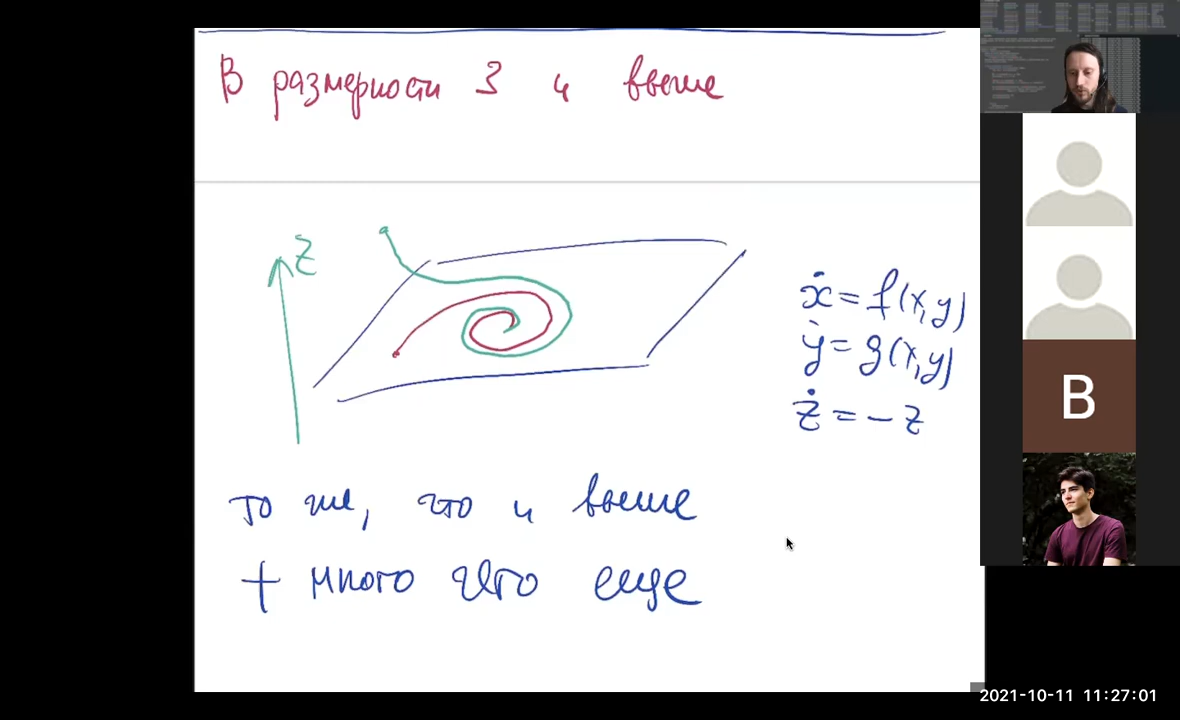 В размерности 3 и выше
z
ẋ = f(x,y)
ẏ = g(x,y)
ż = -z
то же, что и выше
+ много что еще
B
2021-10-11 11:27:01